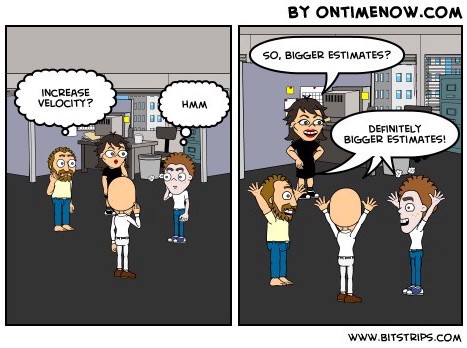 BY ONTIMENOW.COM
INCREASE
VELOCITY?
HMM
SO, BIGGER ESTIMATES?
DEFINITELY
BIGGER ESTIMATES!
WWW.BITSTRIPS.COM